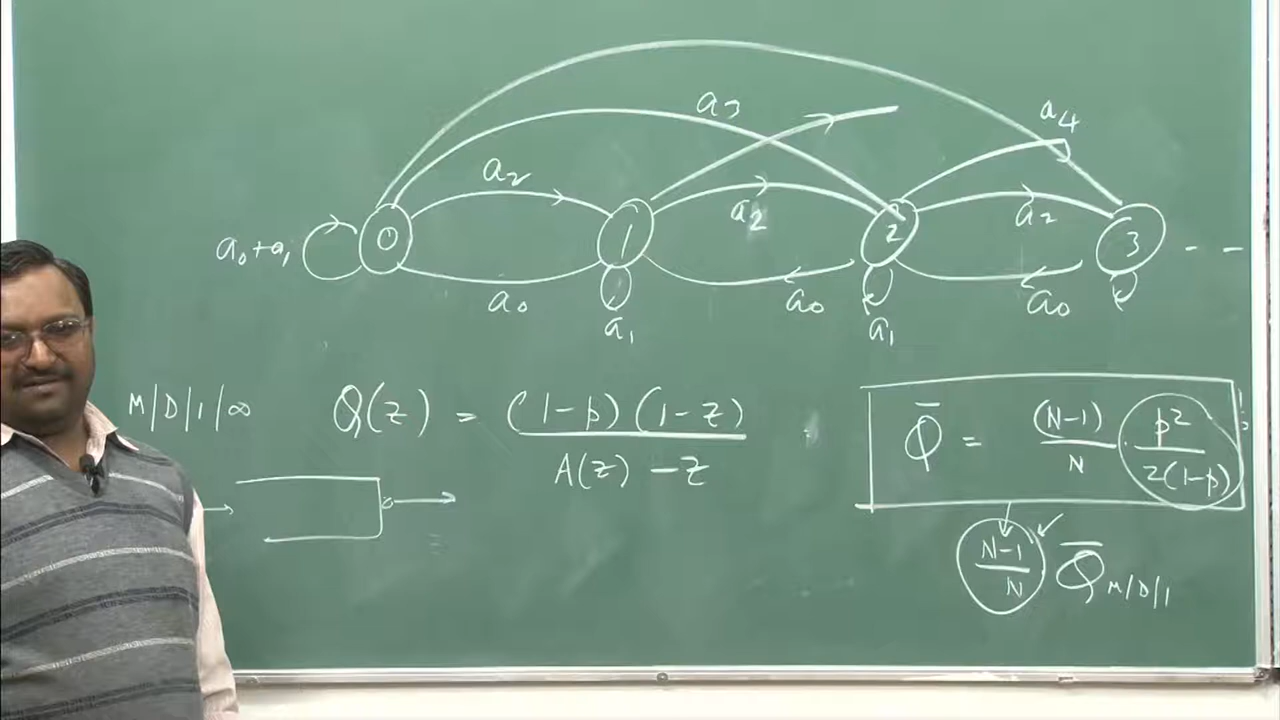 a₃
a₄
a₂
a₂
a₂
a₀+a₁
0
1
2
3
- -
a₀
a₀
a₀
a₁
a₁
M/D/1/∞
Q(z) = (1-p)(1-z) / A(z) - z
Q̄ = (N-1)/N · p²/2(1-p)
N-1/N Q̄ M/D/1